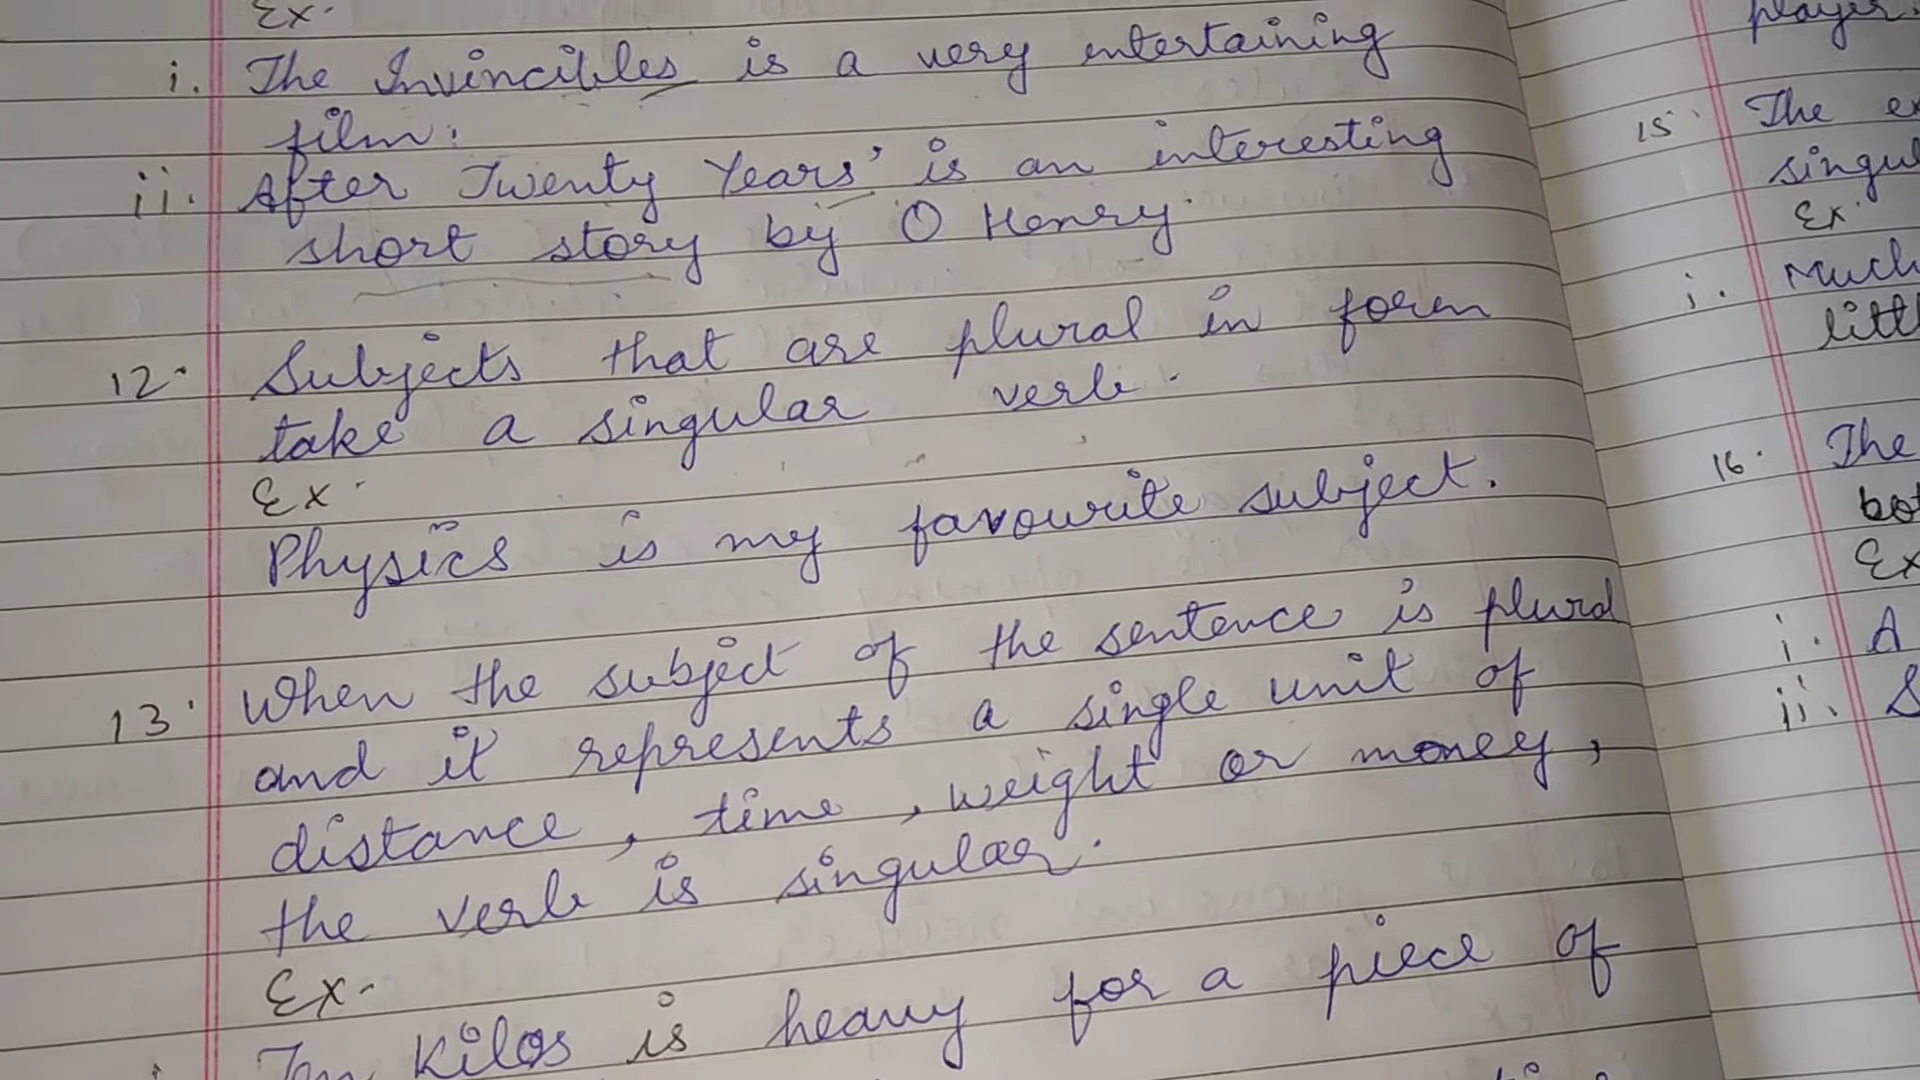 Ex.
i. The Invincibles is a very entertaining
film.
ii. After Twenty Years' is an interesting
short story by O Henry.
12. Subjects that are plural in form
take a singular verb.
Ex.
Physics is my favourite subject.
13. When the subject of the sentence is plural
and it represents a single unit of
distance, time, weight or money,
the verb is singular.
Ex.
Ten Kilos is heavy for a piece of
player.
15. The
Ex.
i. Much
16. The
Ex
i. A
ii. S